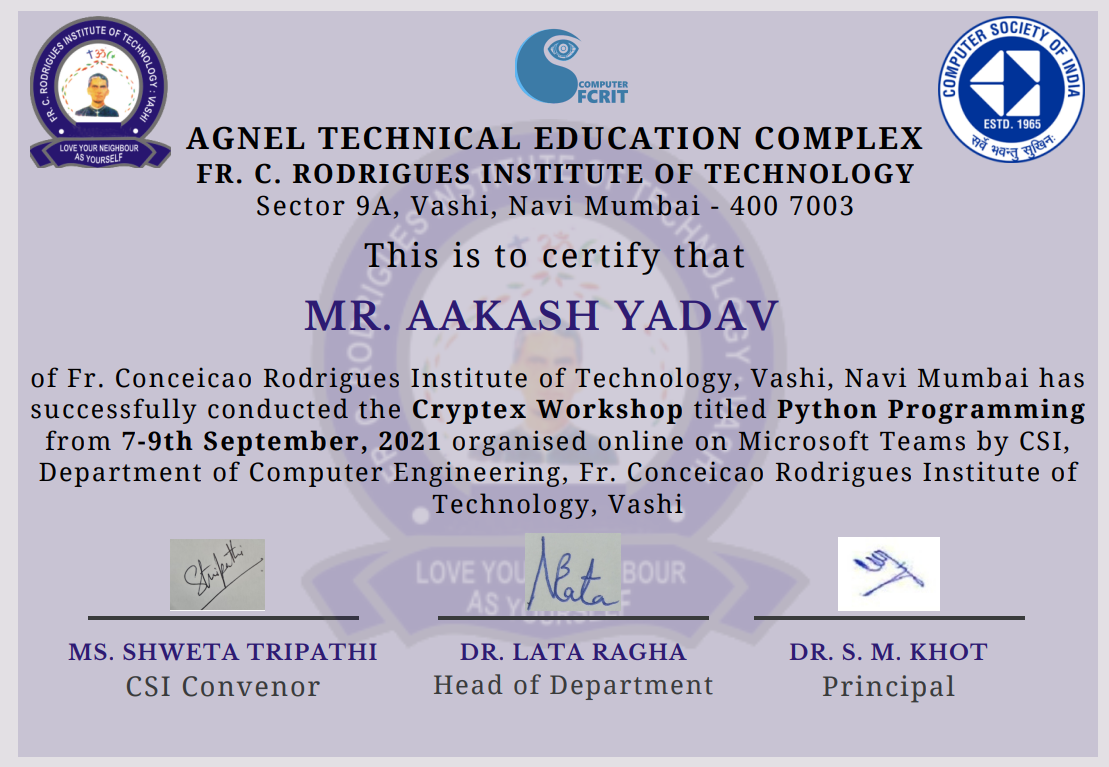 FR. C. RODRIGUES INSTITUTE OF TECHNOLOGY : VASHI
LOVE YOUR NEIGHBOUR
AS YOURSELF
COMPUTER
FCRIT
COMPUTER SOCIETY OF INDIA
ESTD. 1965
सर्वे भवन्तु सुखिनः
AGNEL TECHNICAL EDUCATION COMPLEX
FR. C. RODRIGUES INSTITUTE OF TECHNOLOGY
Sector 9A, Vashi, Navi Mumbai - 400 7003
This is to certify that
MR. AAKASH YADAV
of Fr. Conceicao Rodrigues Institute of Technology, Vashi, Navi Mumbai has
successfully conducted the Cryptex Workshop titled Python Programming
from 7-9th September, 2021 organised online on Microsoft Teams by CSI,
Department of Computer Engineering, Fr. Conceicao Rodrigues Institute of
Technology, Vashi
MS. SHWETA TRIPATHI
CSI Convenor
DR. LATA RAGHA
Head of Department
DR. S. M. KHOT
Principal